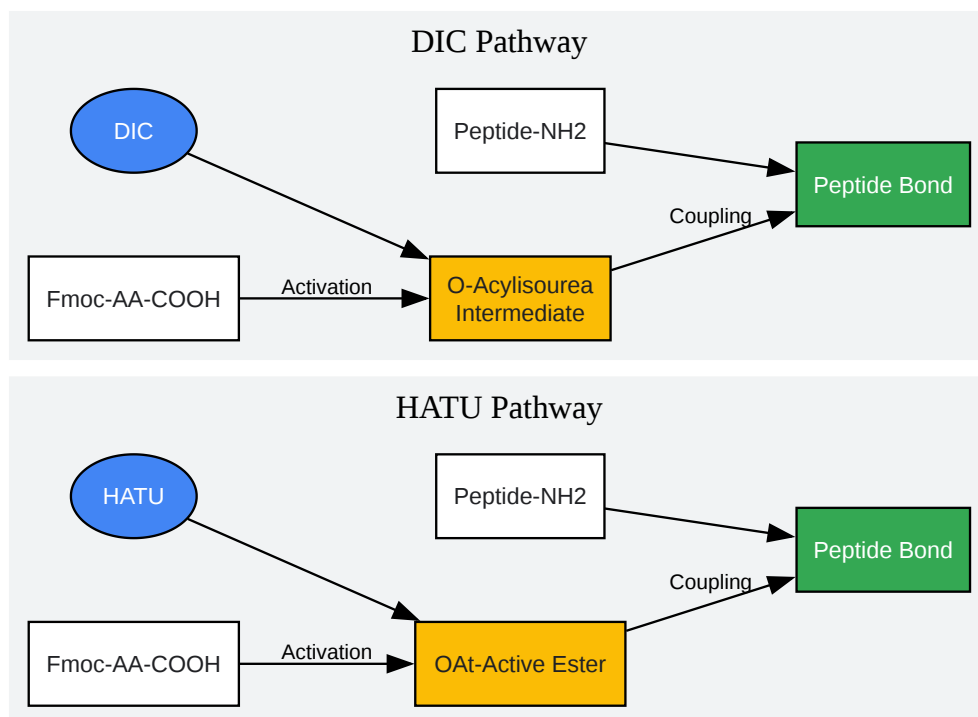 DIC Pathway
DIC
Peptide-NH2
Peptide Bond
Coupling
Fmoc-AA-COOH
Activation
O-Acylisourea
Intermediate
HATU Pathway
HATU
Peptide-NH2
Peptide Bond
Coupling
Fmoc-AA-COOH
Activation
OAt-Active Ester